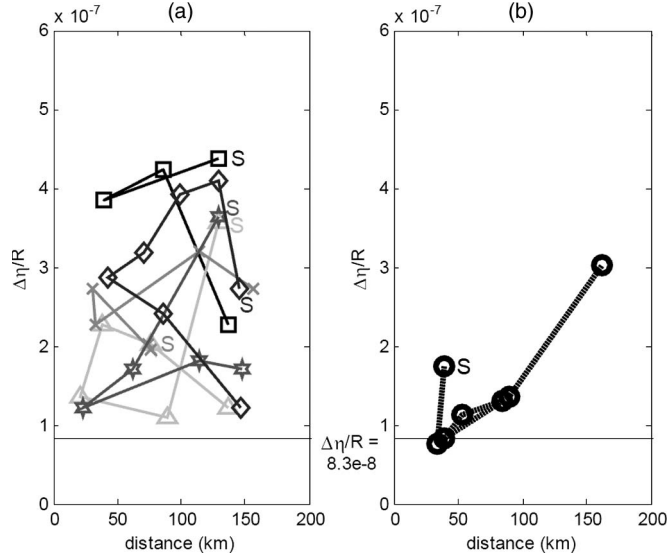 x 10⁻⁷ (a)
6
5
4
3
2
1
0
Δη/R
S
S
S
S
S
0 50 100 150 200
distance (km)
x 10⁻⁷ (b)
6
5
4
3
2
1
0
Δη/R
S
Δη/R =
8.3e-8
0 50 100 150 200
distance (km)